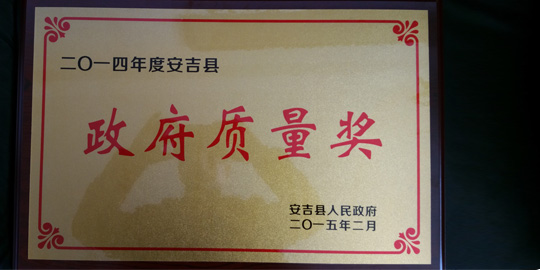 二〇一四年度安吉县
政府质量奖
安吉县人民政府
二〇一五年二月